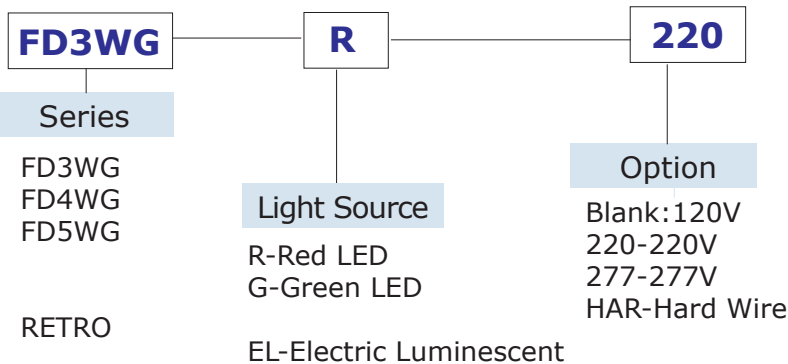 FD3WG R 220
Series
FD3WG
FD4WG
FD5WG
RETRO
Light Source
R-Red LED
G-Green LED
EL-Electric Luminescent
Option
Blank:120V
220-220V
277-277V
HAR-Hard Wire